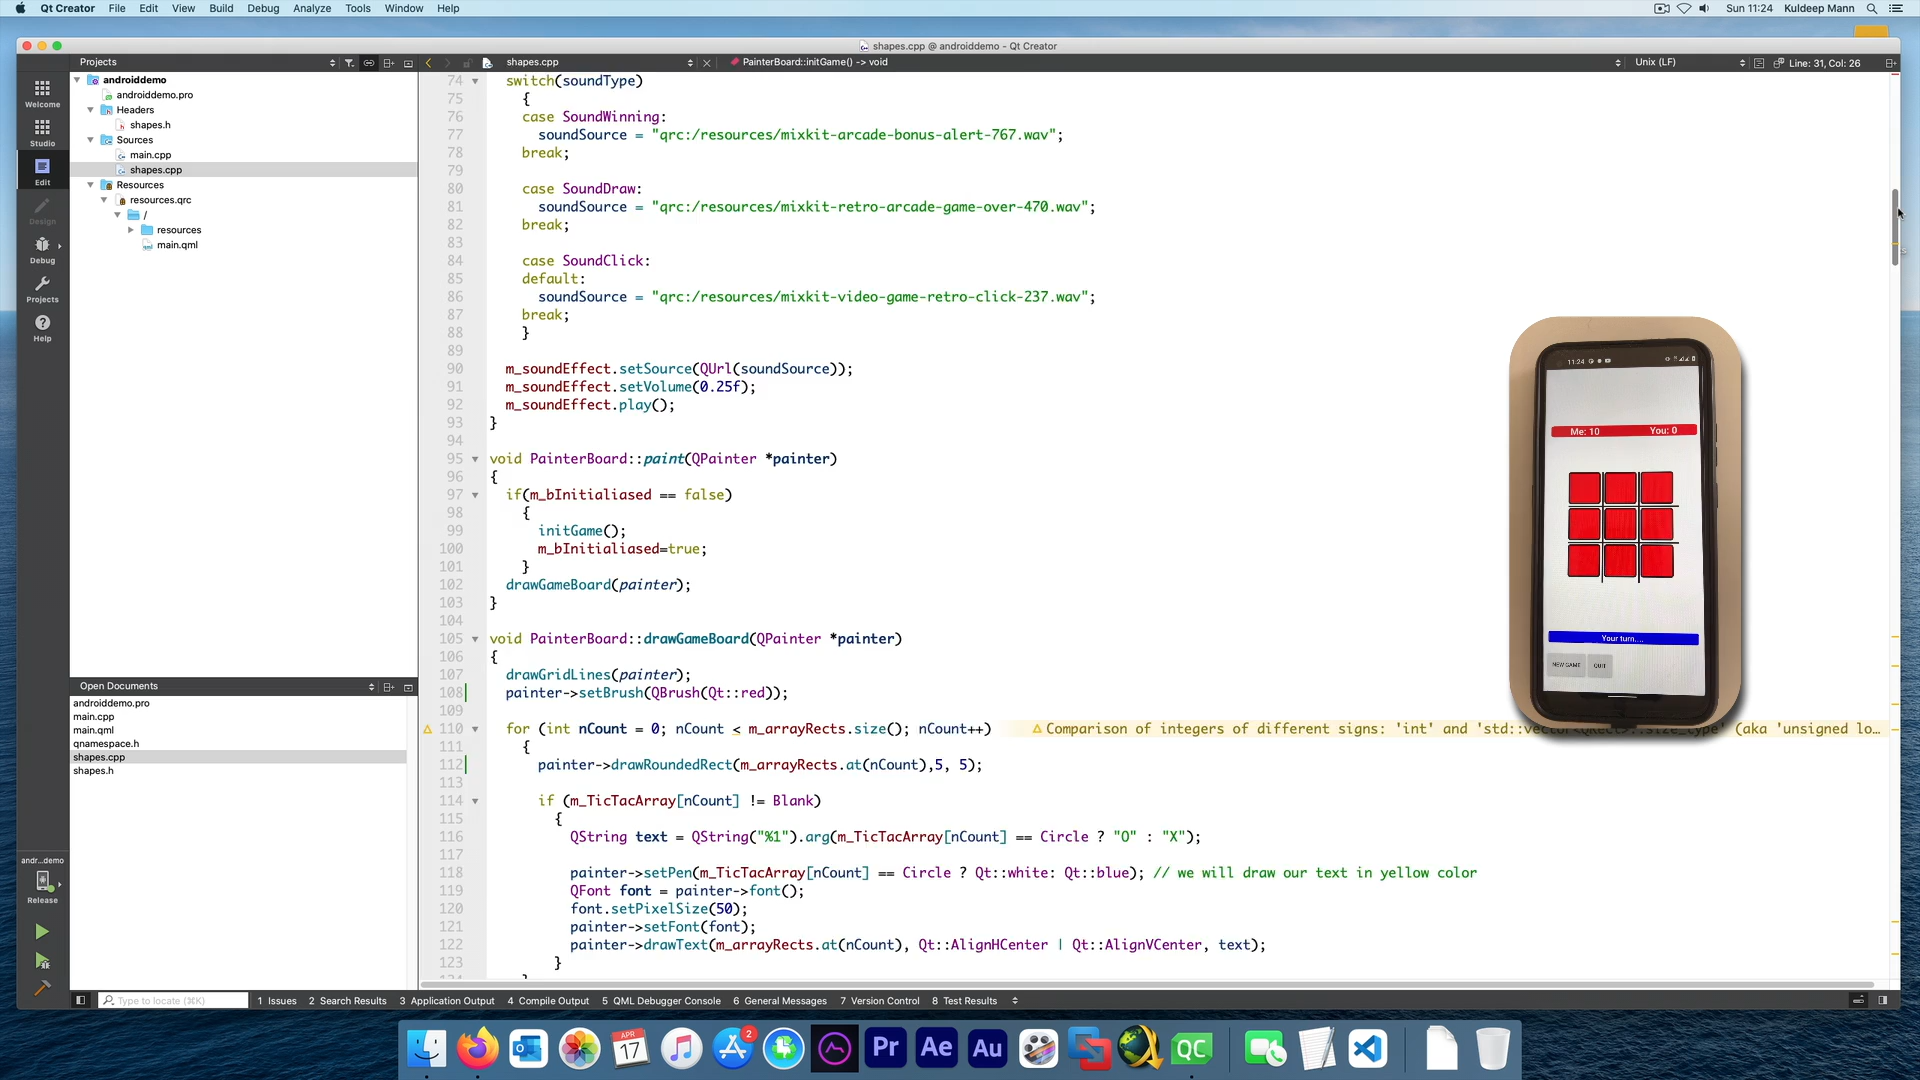 Qt Creator File Edit View Build Debug Analyze Tools Window Help Sun 11:24 Kuldeep Mann
shapes.cpp @ androiddemo - Qt Creator
Projects shapes.cpp PainterBoard::initGame() -> void Unix (LF) Line: 31, Col: 26
Welcome
Studio
Edit
Design
Debug
Projects
Help
androiddemo
androiddemo.pro
Headers
shapes.h
Sources
main.cpp
shapes.cpp
Resources
resources.qrc
/
resources
main.qml
Open Documents
androiddemo.pro
main.cpp
main.qml
qnamespace.h
shapes.cpp
shapes.h
andr...demo
Release
74 switch(soundType)
75 {
76 case SoundWinning:
77 soundSource = "qrc:/resources/mixkit-arcade-bonus-alert-767.wav";
78 break;
79
80 case SoundDraw:
81 soundSource = "qrc:/resources/mixkit-retro-arcade-game-over-470.wav";
82 break;
83
84 case SoundClick:
85 default:
86 soundSource = "qrc:/resources/mixkit-video-game-retro-click-237.wav";
87 break;
88 }
89
90 m_soundEffect.setSource(QUrl(soundSource));
91 m_soundEffect.setVolume(0.25f);
92 m_soundEffect.play();
93 }
94
95 void PainterBoard::paint(QPainter *painter)
96 {
97 if(m_bInitialiased == false)
98 {
99 initGame();
100 m_bInitialiased=true;
101 }
102 drawGameBoard(painter);
103 }
104
105 void PainterBoard::drawGameBoard(QPainter *painter)
106 {
107 drawGridLines(painter);
108 painter->setBrush(QBrush(Qt::red));
109
110 for (int nCount = 0; nCount < m_arrayRects.size(); nCount++) Comparison of integers of different signs: 'int' and 'std::vector<QRect>::size_type' (aka 'unsigned lo...
111 {
112 painter->drawRoundedRect(m_arrayRects.at(nCount),5, 5);
113
114 if (m_TicTacArray[nCount] != Blank)
115 {
116 QString text = QString("%1").arg(m_TicTacArray[nCount] == Circle ? "O" : "X");
117
118 painter->setPen(m_TicTacArray[nCount] == Circle ? Qt::white: Qt::blue); // we will draw our text in yellow color
119 QFont font = painter->font();
120 font.setPixelSize(50);
121 painter->setFont(font);
122 painter->drawText(m_arrayRects.at(nCount), Qt::AlignHCenter | Qt::AlignVCenter, text);
123 }
11:24
Me: 10 You: 0
Your turn....
NEW GAME QUIT
Type to locate (⌘K) 1 Issues 2 Search Results 3 Application Output 4 Compile Output 5 QML Debugger Console 6 General Messages 7 Version Control 8 Test Results
APR
17
2
Pr
Ae
Au
QC